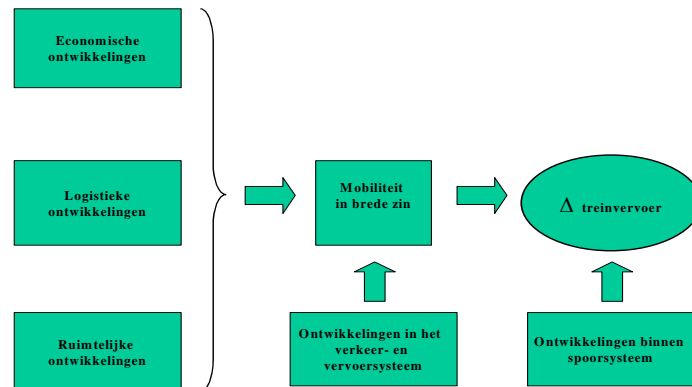 Economische
ontwikkelingen
Logistieke
ontwikkelingen
Ruimtelijke
ontwikkelingen
Mobiliteit
in brede zin
Ontwikkelingen in het
verkeer- en
vervoersysteem
Δ treinvervoer
Ontwikkelingen binnen
spoorsysteem